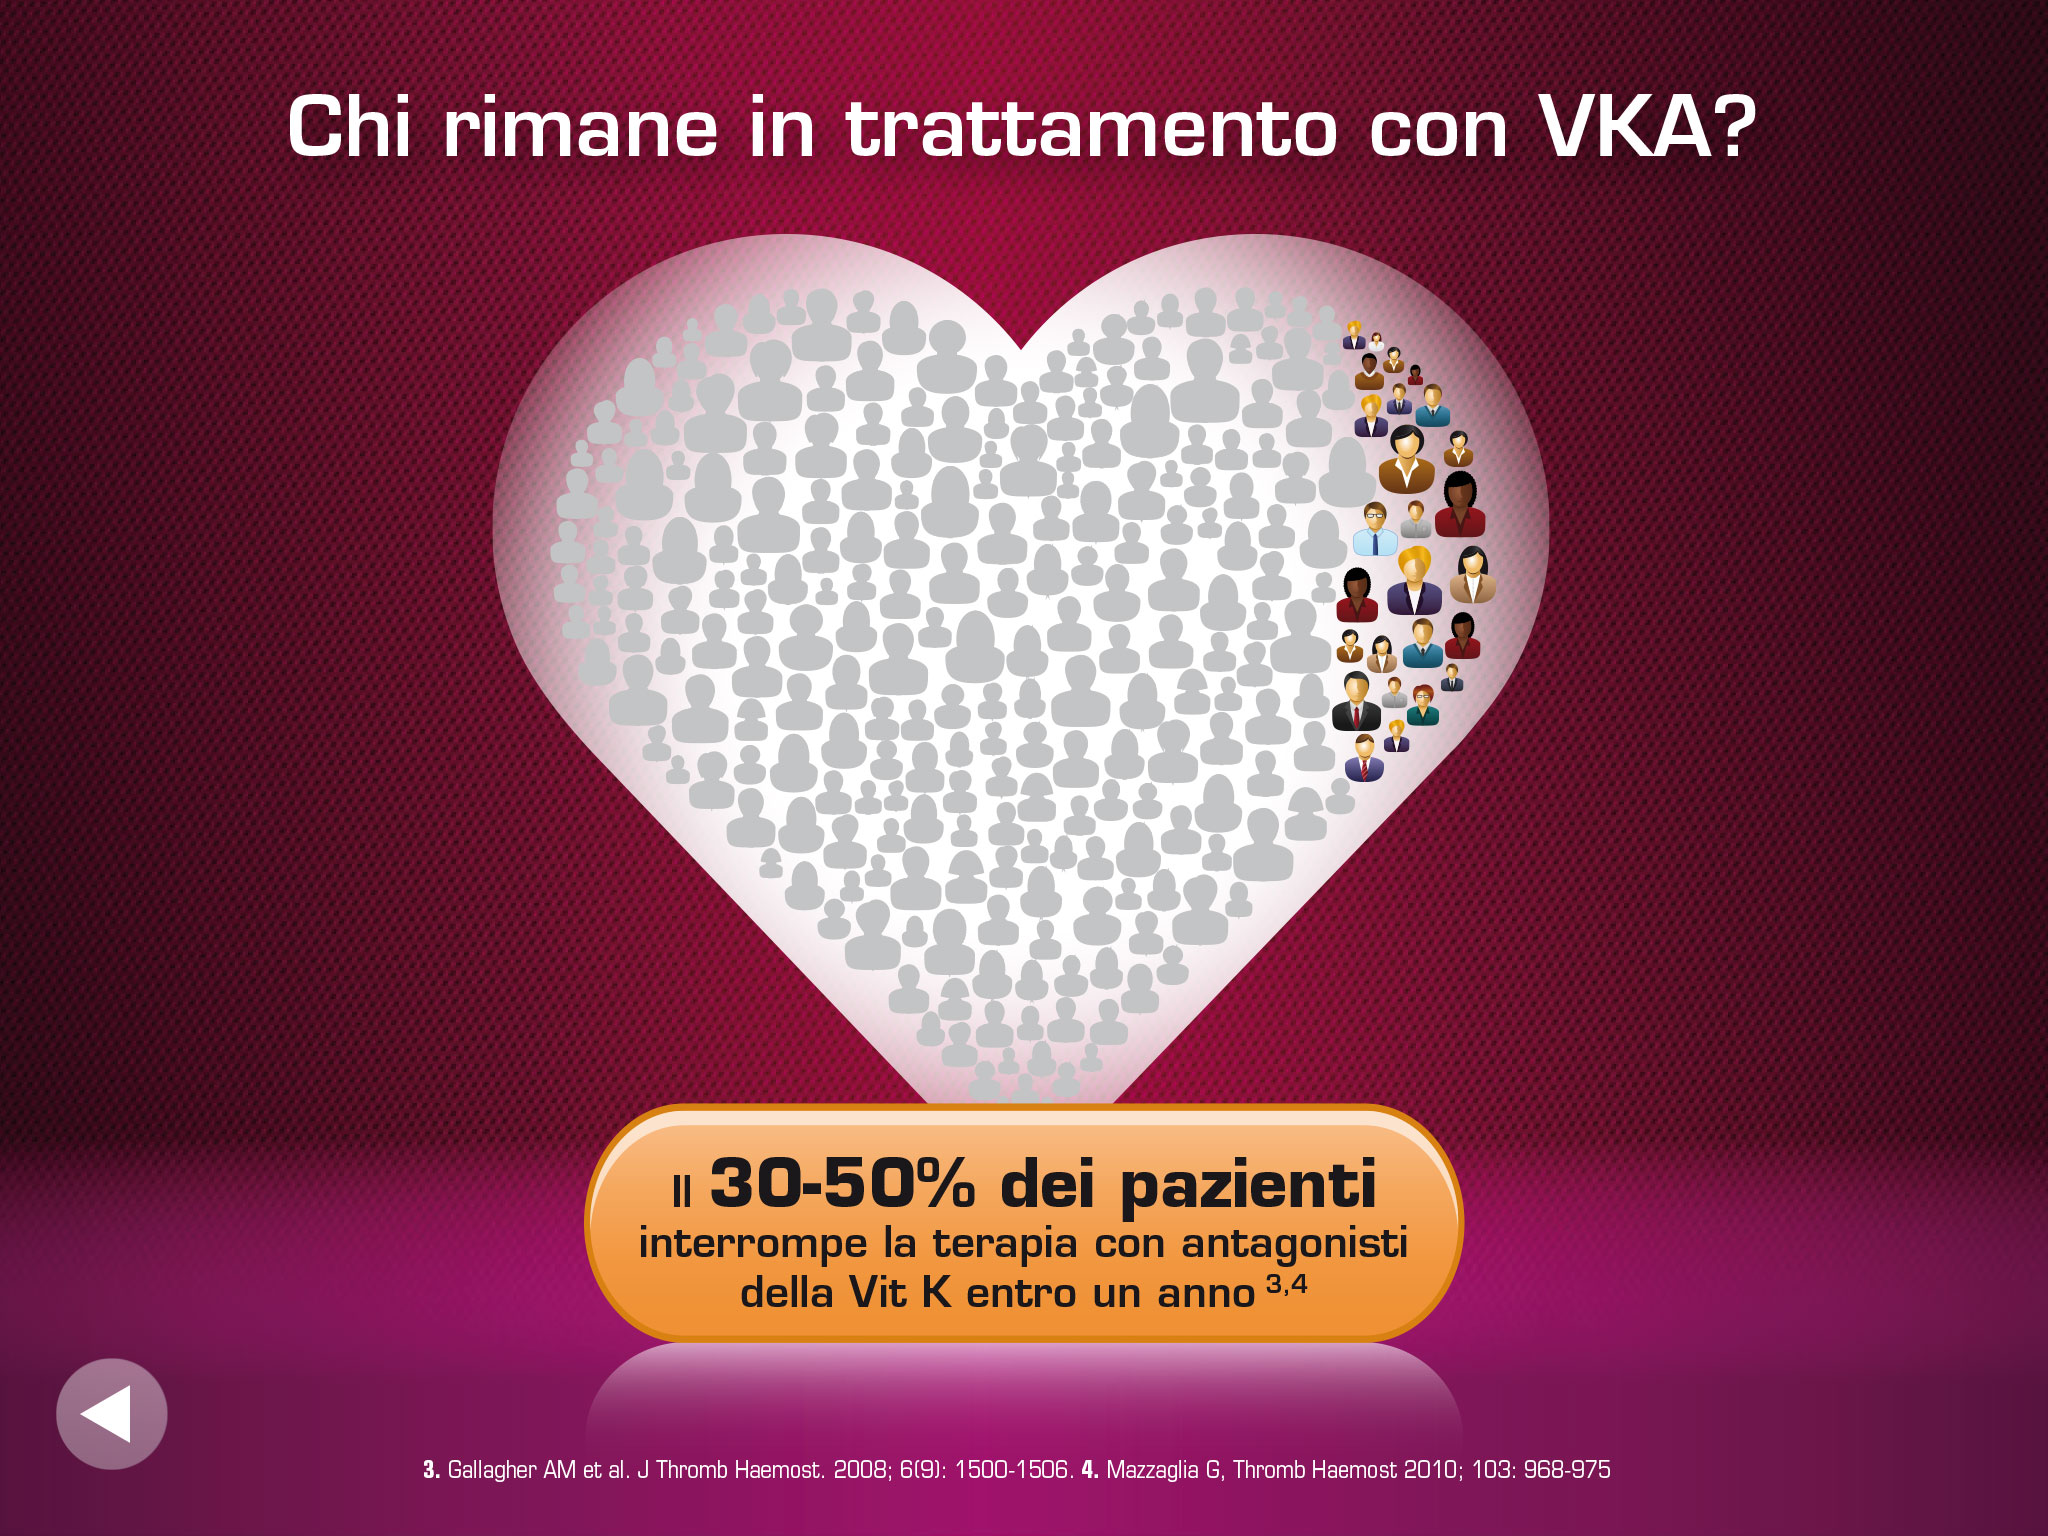 Chi rimane in trattamento con VKA?
Il 30-50% dei pazienti
interrompe la terapia con antagonisti
della Vit K entro un anno 3,4
3. Gallagher AM et al. J Thromb Haemost. 2008; 6(9): 1500-1506. 4. Mazzaglia G, Thromb Haemost 2010; 103: 968-975